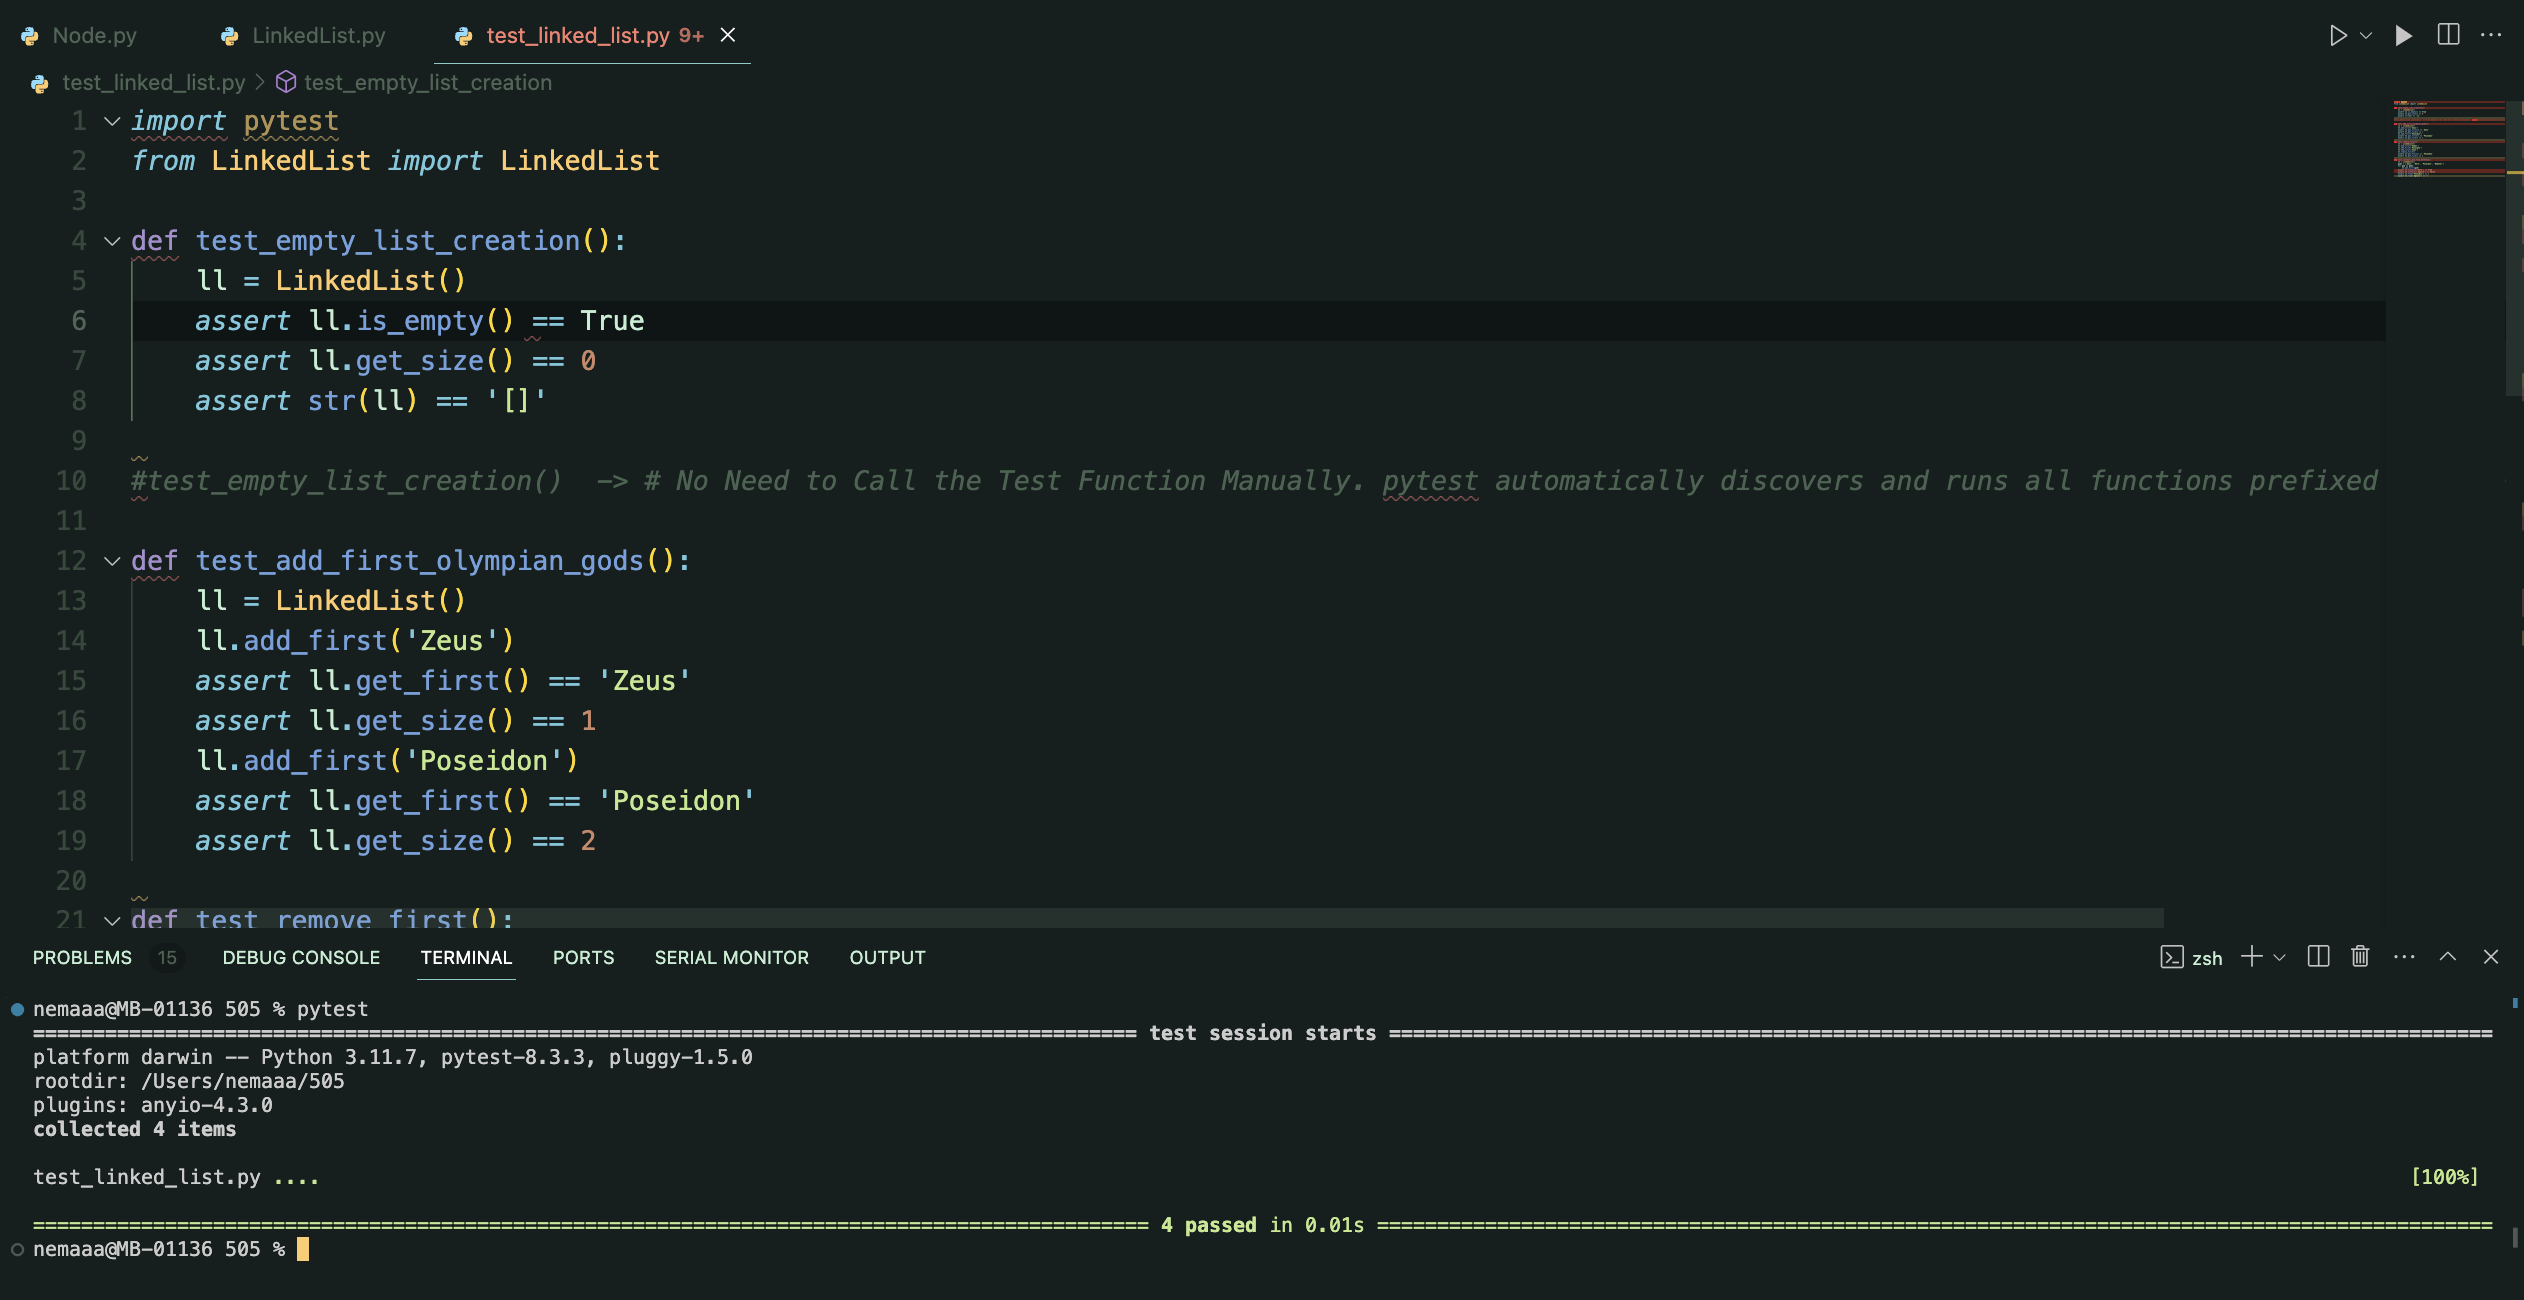 Node.py LinkedList.py test_linked_list.py 9+
test_linked_list.py > test_empty_list_creation
1 import pytest
2 from LinkedList import LinkedList
3
4 def test_empty_list_creation():
5 ll = LinkedList()
6 assert ll.is_empty() == True
7 assert ll.get_size() == 0
8 assert str(ll) == '[]'
9
10 #test_empty_list_creation()  -> # No Need to Call the Test Function Manually. pytest automatically discovers and runs all functions prefixed
11
12 def test_add_first_olympian_gods():
13 ll = LinkedList()
14 ll.add_first('Zeus')
15 assert ll.get_first() == 'Zeus'
16 assert ll.get_size() == 1
17 ll.add_first('Poseidon')
18 assert ll.get_first() == 'Poseidon'
19 assert ll.get_size() == 2
20
21 def test_remove_first():
PROBLEMS 15 DEBUG CONSOLE TERMINAL PORTS SERIAL MONITOR OUTPUT zsh
nemaaa@MB-01136 505 % pytest
============================================ test session starts ============================================
platform darwin -- Python 3.11.7, pytest-8.3.3, pluggy-1.5.0
rootdir: /Users/nemaaa/505
plugins: anyio-4.3.0
collected 4 items
test_linked_list.py .... [100%]
============================================ 4 passed in 0.01s ============================================
nemaaa@MB-01136 505 %